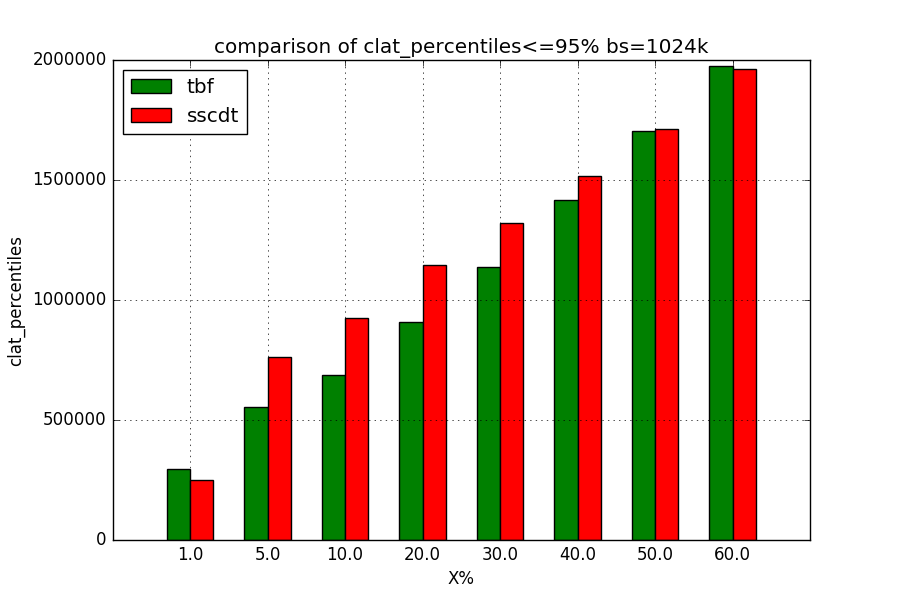 comparison of clat_percentiles<=95% bs=1024k
2000000
1500000
1000000
500000
0
clat_percentiles
tbf
sscdt
1.0 5.0 10.0 20.0 30.0 40.0 50.0 60.0
X%